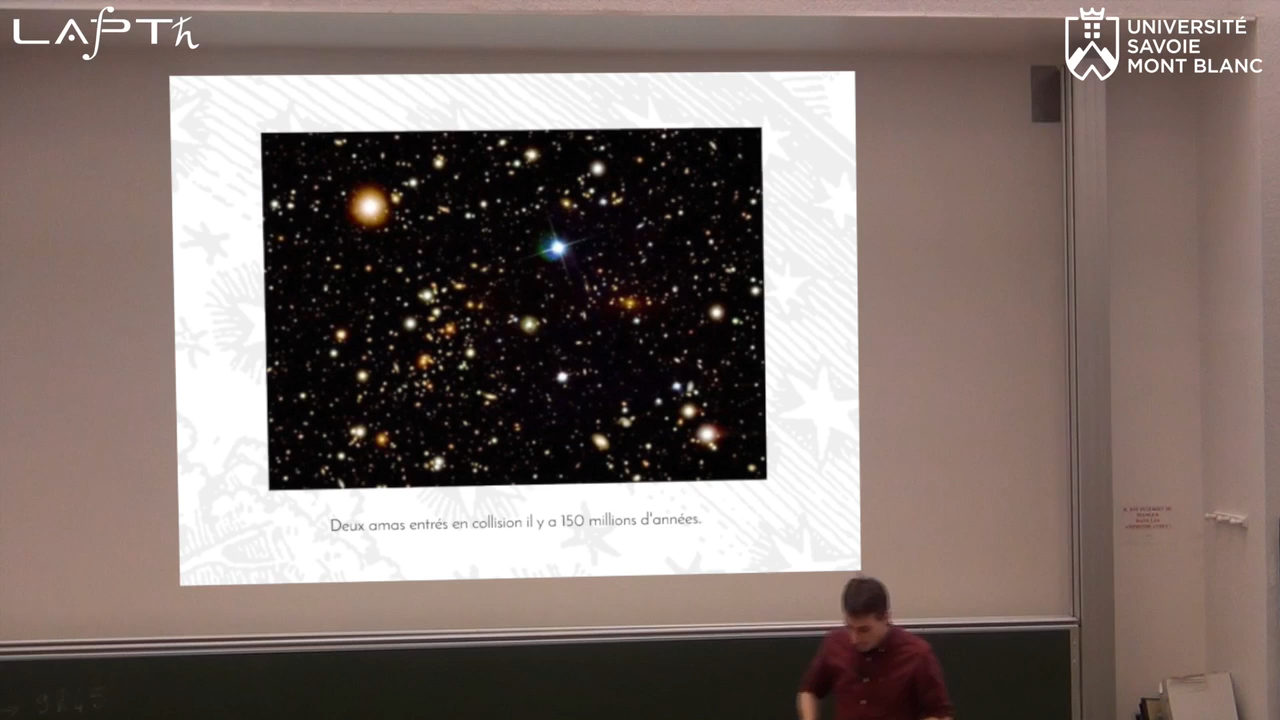 LAPTh
UNIVERSITÉ
SAVOIE
MONT BLANC
Deux amas entrés en collision il y a 150 millions d'années.